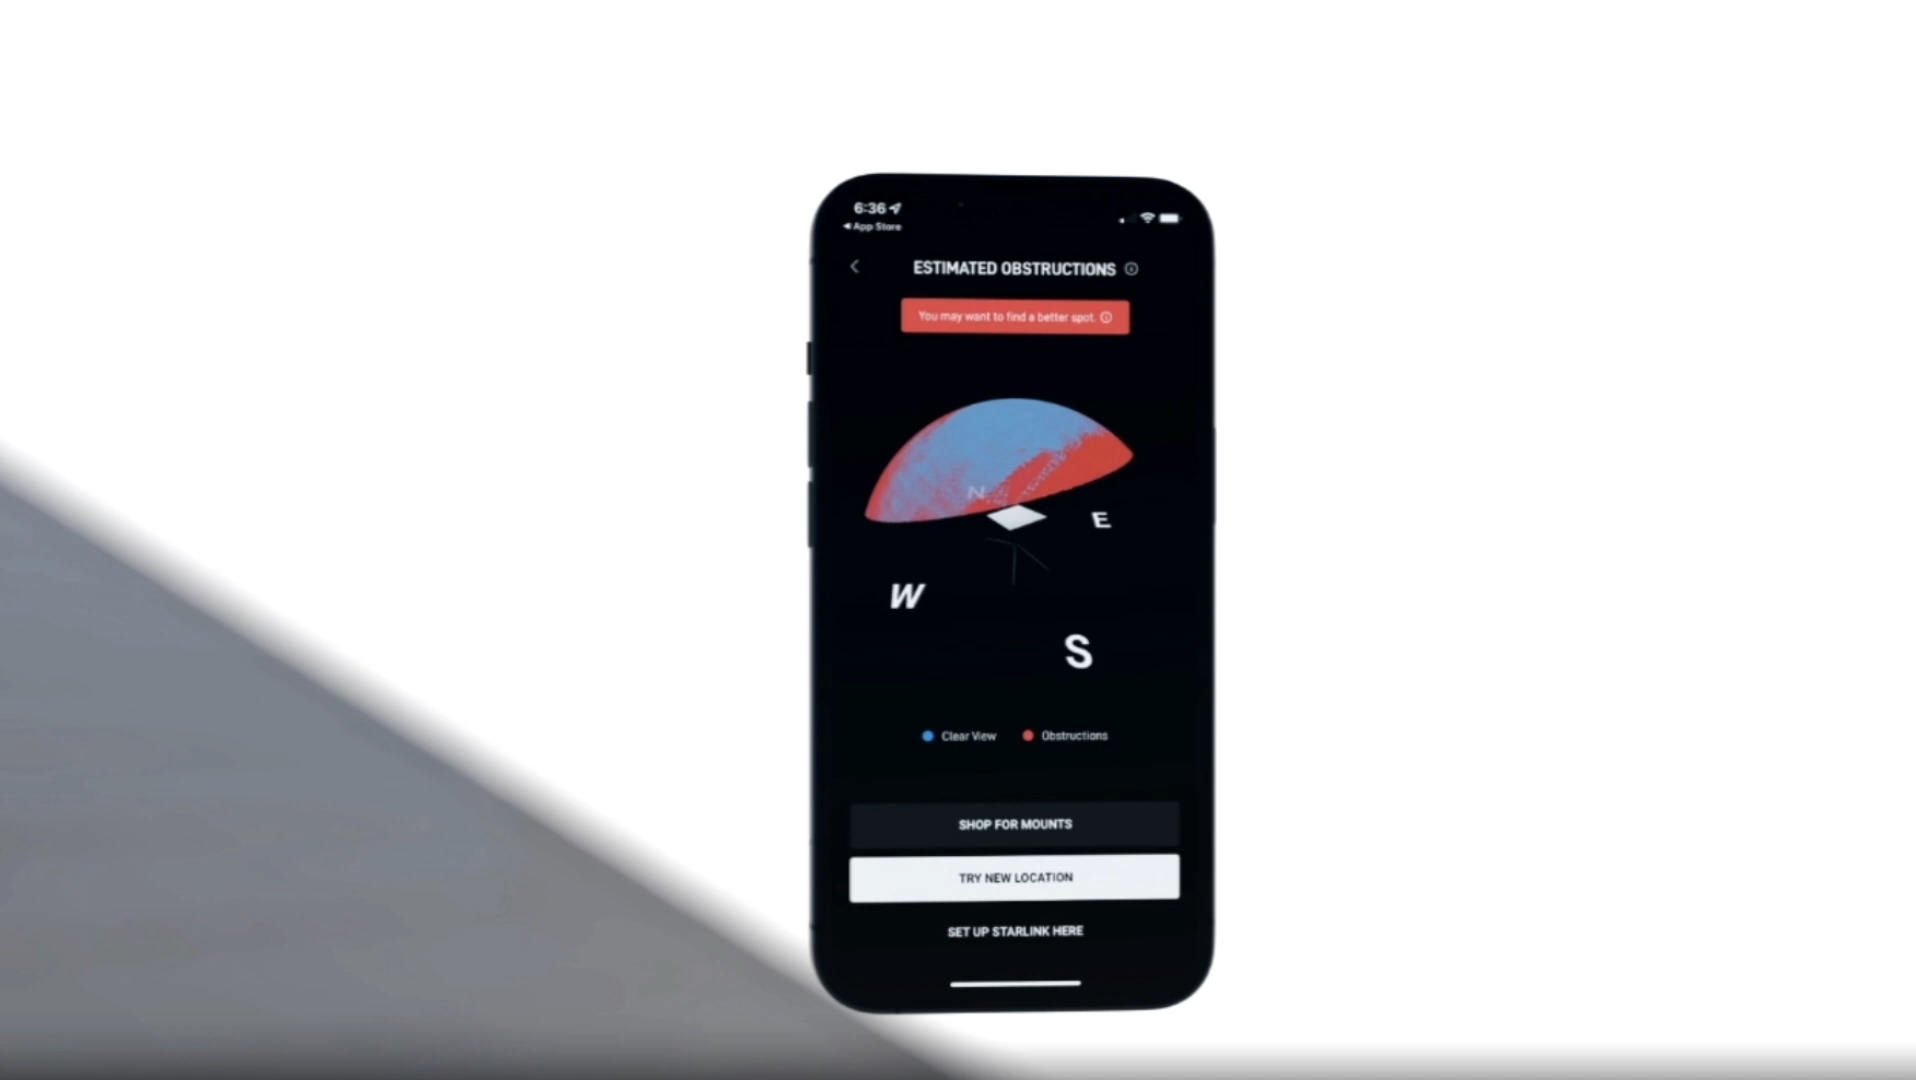 6:36
◀ App Store
ESTIMATED OBSTRUCTIONS
You may want to find a better spot.
N
E
W
S
Clear View
Obstructions
SHOP FOR MOUNTS
TRY NEW LOCATION
SET UP STARLINK HERE